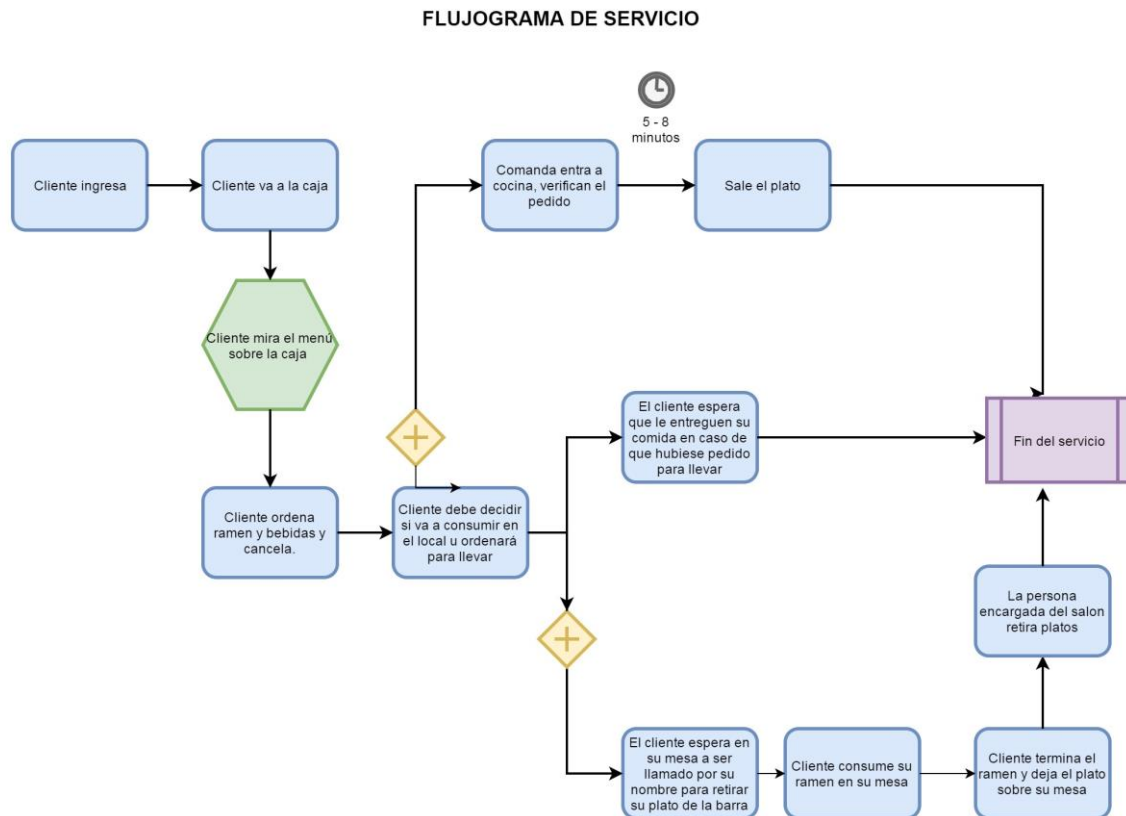 FLUJOGRAMA DE SERVICIO
5 - 8
minutos
Cliente ingresa
Cliente va a la caja
Comanda entra a
cocina, verifican el
pedido
Sale el plato
Cliente mira el menú
sobre la caja
El cliente espera
que le entreguen su
comida en caso de
que hubiese pedido
para llevar
Fin del servicio
Cliente ordena
ramen y bebidas y
cancela.
Cliente debe decidir
si va a consumir en
el local u ordenará
para llevar
La persona
encargada del salon
retira platos
El cliente espera en
su mesa a ser
llamado por su
nombre para retirar
su plato de la barra
Cliente consume su
ramen en su mesa
Cliente termina el
ramen y deja el plato
sobre su mesa